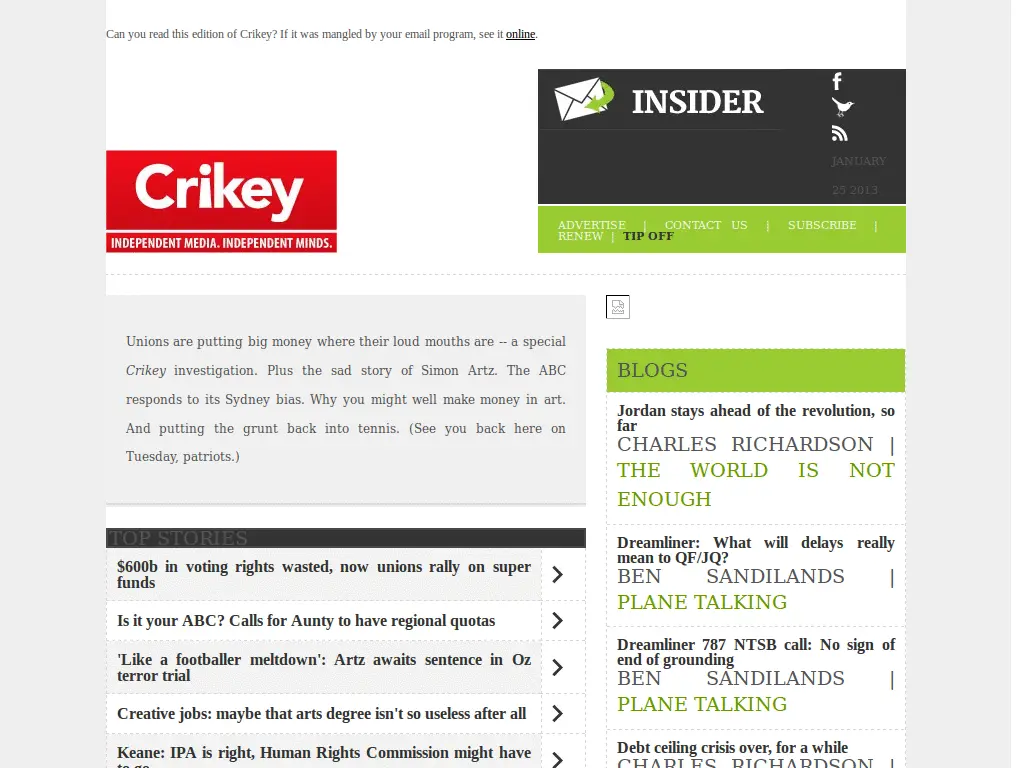 Can you read this edition of Crikey? If it was mangled by your email program, see it online.
INSIDER
JANUARY
25 2013
Crikey
INDEPENDENT MEDIA. INDEPENDENT MINDS.
ADVERTISE | CONTACT US | SUBSCRIBE |
RENEW | TIP OFF
Unions are putting big money where their loud mouths are -- a special
Crikey investigation. Plus the sad story of Simon Artz. The ABC
responds to its Sydney bias. Why you might well make money in art.
And putting the grunt back into tennis. (See you back here on
Tuesday, patriots.)
TOP STORIES
$600b in voting rights wasted, now unions rally on super
funds
Is it your ABC? Calls for Aunty to have regional quotas
'Like a footballer meltdown': Artz awaits sentence in Oz
terror trial
Creative jobs: maybe that arts degree isn't so useless after all
Keane: IPA is right, Human Rights Commission might have
to go
BLOGS
Jordan stays ahead of the revolution, so
far
CHARLES RICHARDSON |
THE WORLD IS NOT
ENOUGH
Dreamliner: What will delays really
mean to QF/JQ?
BEN SANDILANDS |
PLANE TALKING
Dreamliner 787 NTSB call: No sign of
end of grounding
BEN SANDILANDS |
PLANE TALKING
Debt ceiling crisis over, for a while
CHARLES RICHARDSON |